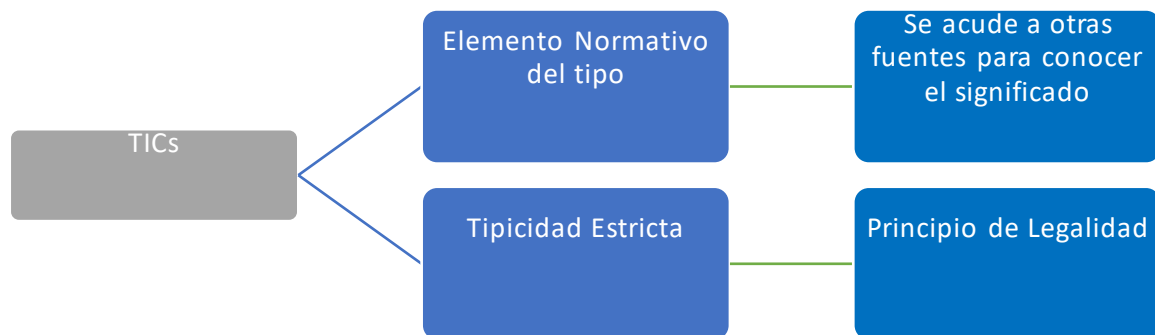 TICs
Elemento Normativo
del tipo
Se acude a otras
fuentes para conocer
el significado
Tipicidad Estricta
Principio de Legalidad